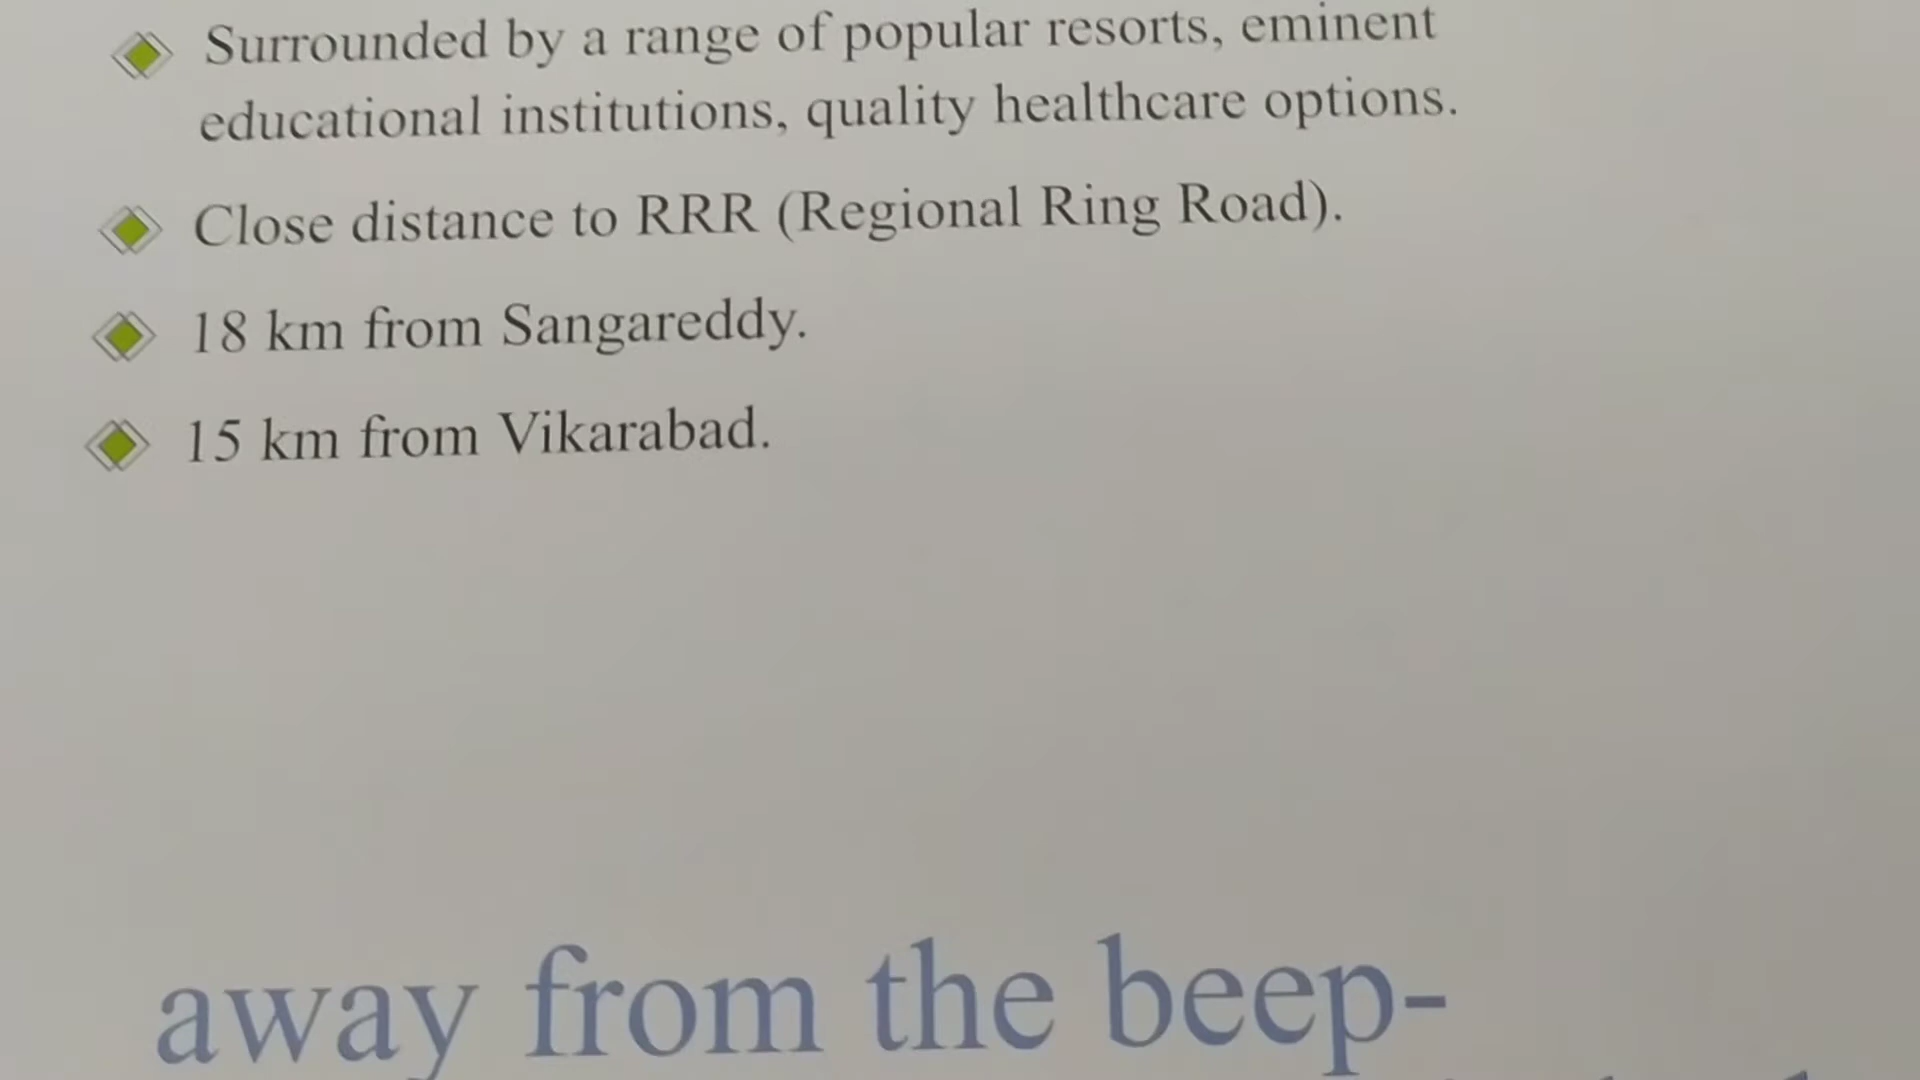 Surrounded by a range of popular resorts, eminent
educational institutions, quality healthcare options.
Close distance to RRR (Regional Ring Road).
18 km from Sangareddy.
15 km from Vikarabad.
away from the beep-